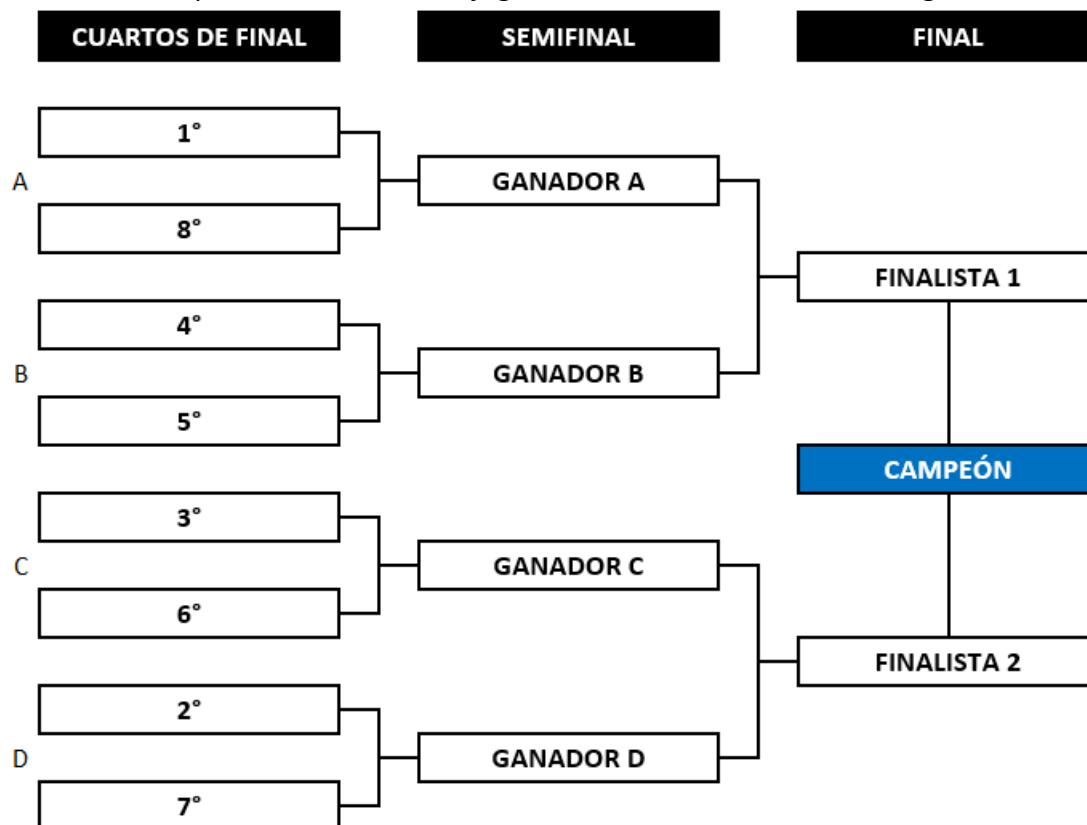 CUARTOS DE FINAL
SEMIFINAL
FINAL
1°
A
8°
GANADOR A
4°
B
5°
GANADOR B
FINALISTA 1
CAMPEÓN
3°
C
6°
GANADOR C
2°
D
7°
GANADOR D
FINALISTA 2